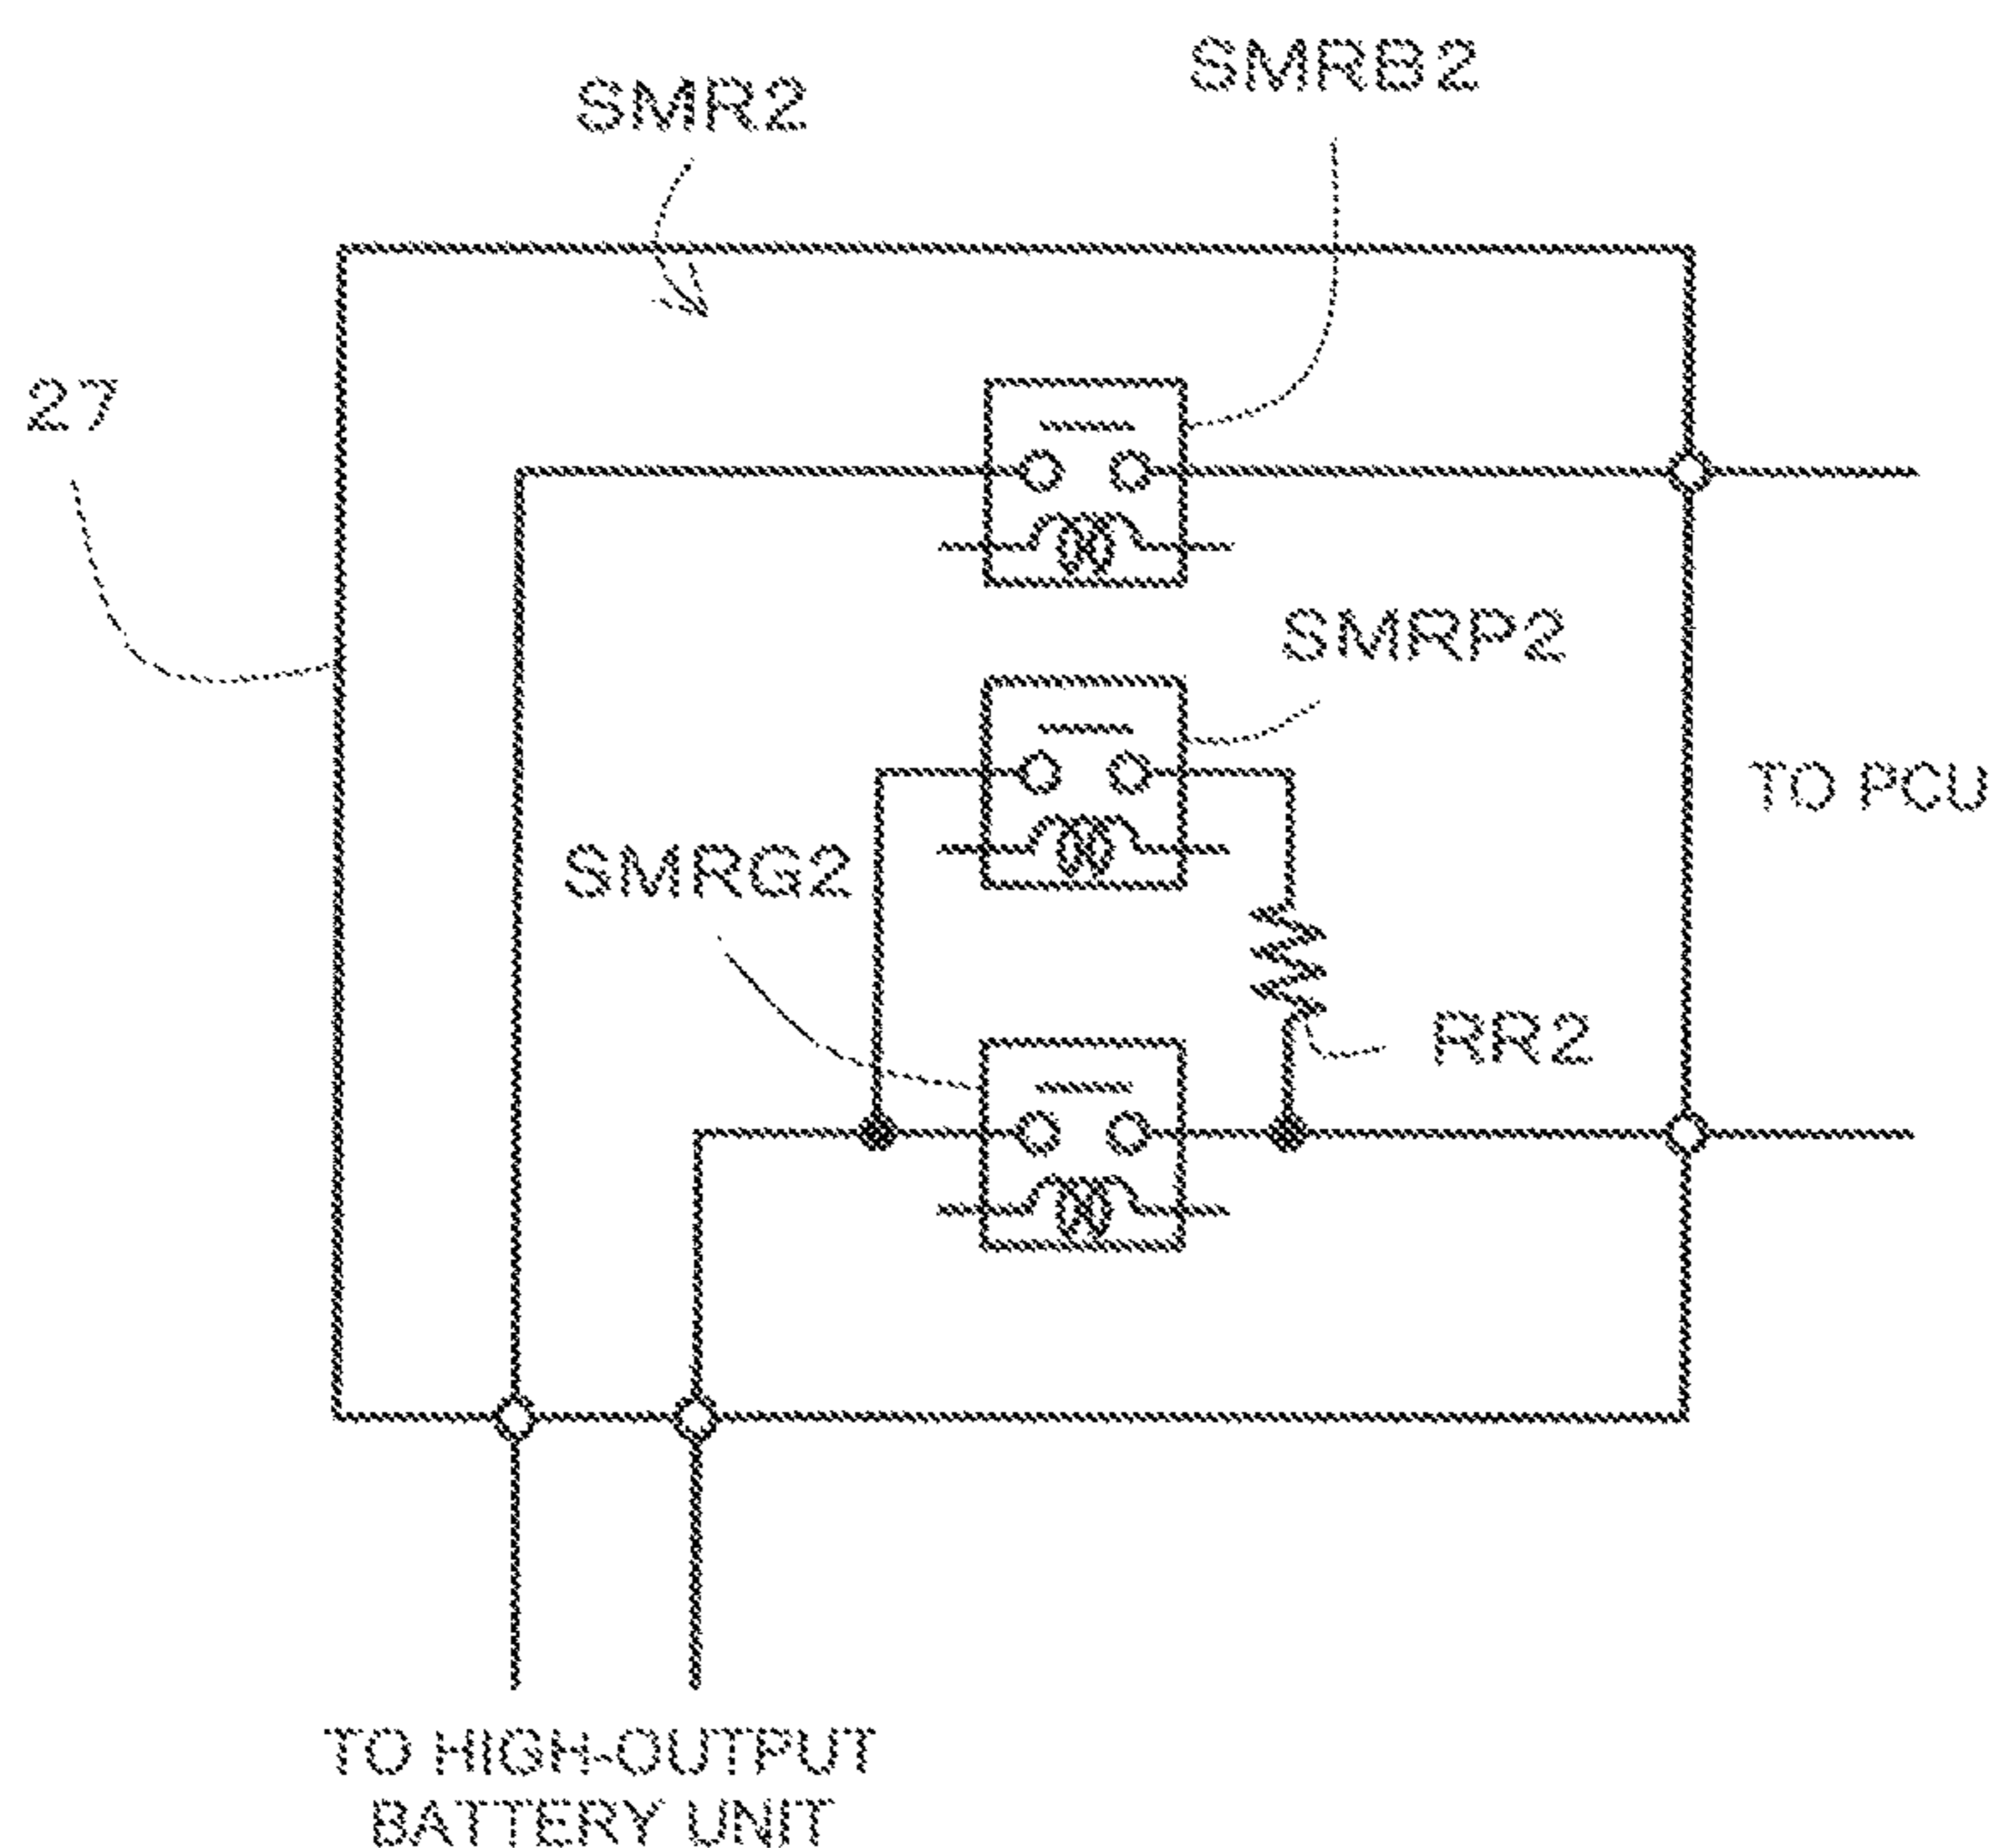 SMRB2
SMR2
27
SMRP2
TO PCU
SMRG2
RR2
TO HIGH-OUTPUT
BATTERY UNIT